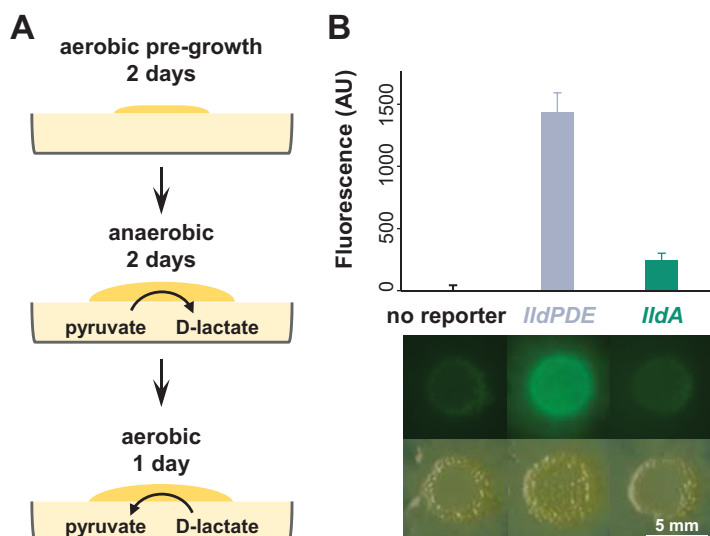 A
aerobic pre-growth
2 days
anaerobic
2 days
pyruvate D-lactate
aerobic
1 day
pyruvate D-lactate
B
Fluorescence (AU)
1500
1000
500
0
no reporter lldPDE lldA
5 mm